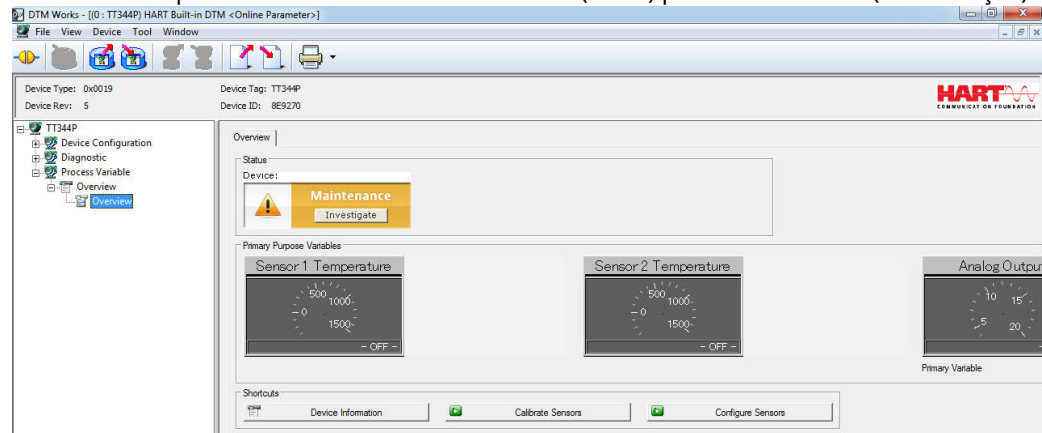 DTM Works - [(0 : TT344P) HART Built-in DTM <Online Parameter>]
File View Device Tool Window
Device Type: 0x0019
Device Tag: TT344P
Device Rev: 5
Device ID: 8E9270
HART
COMMUNICATION FOUNDATION
TT344P
Device Configuration
Diagnostic
Process Variable
Overview
Overview
Overview
Status
Device:
Maintenance
Investigate
Primary Purpose Variables
Sensor 1 Temperature
500
1000
0
1500
- OFF -
Sensor 2 Temperature
500
1000
0
1500
- OFF -
Analog Outpu
10 15
5 20
Primary Variable
Shortcuts
Device Information
Calibrate Sensors
Configure Sensors